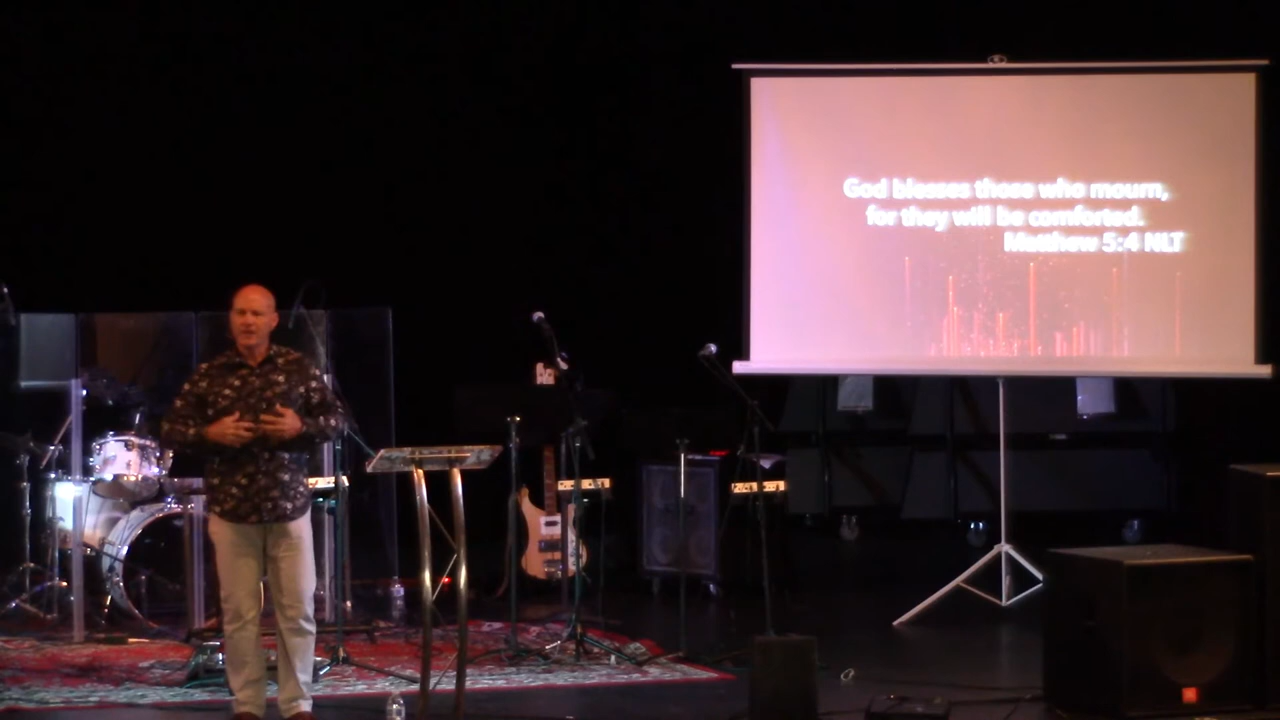 God blesses those who mourn,
for they will be comforted.
Matthew 5:4 NLT